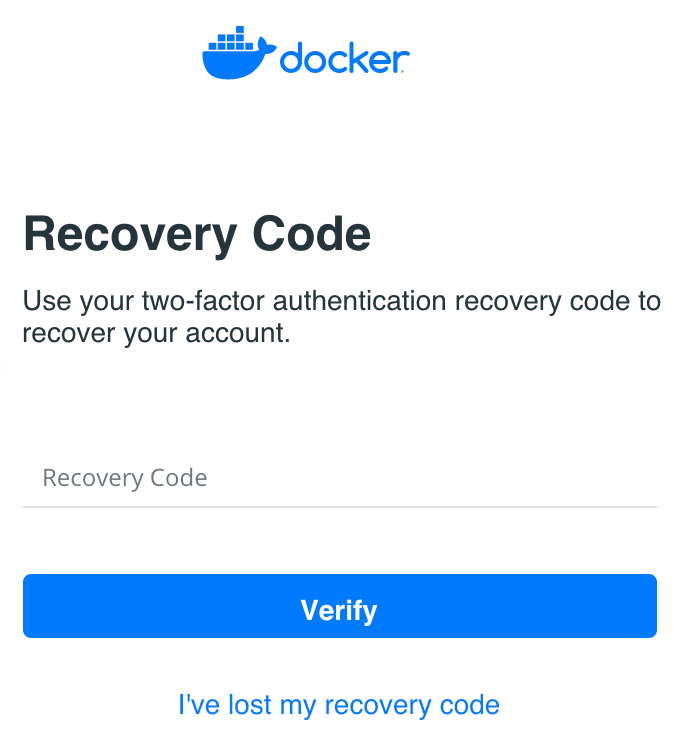 docker
Recovery Code
Use your two-factor authentication recovery code to
recover your account.
Recovery Code
Verify
I've lost my recovery code